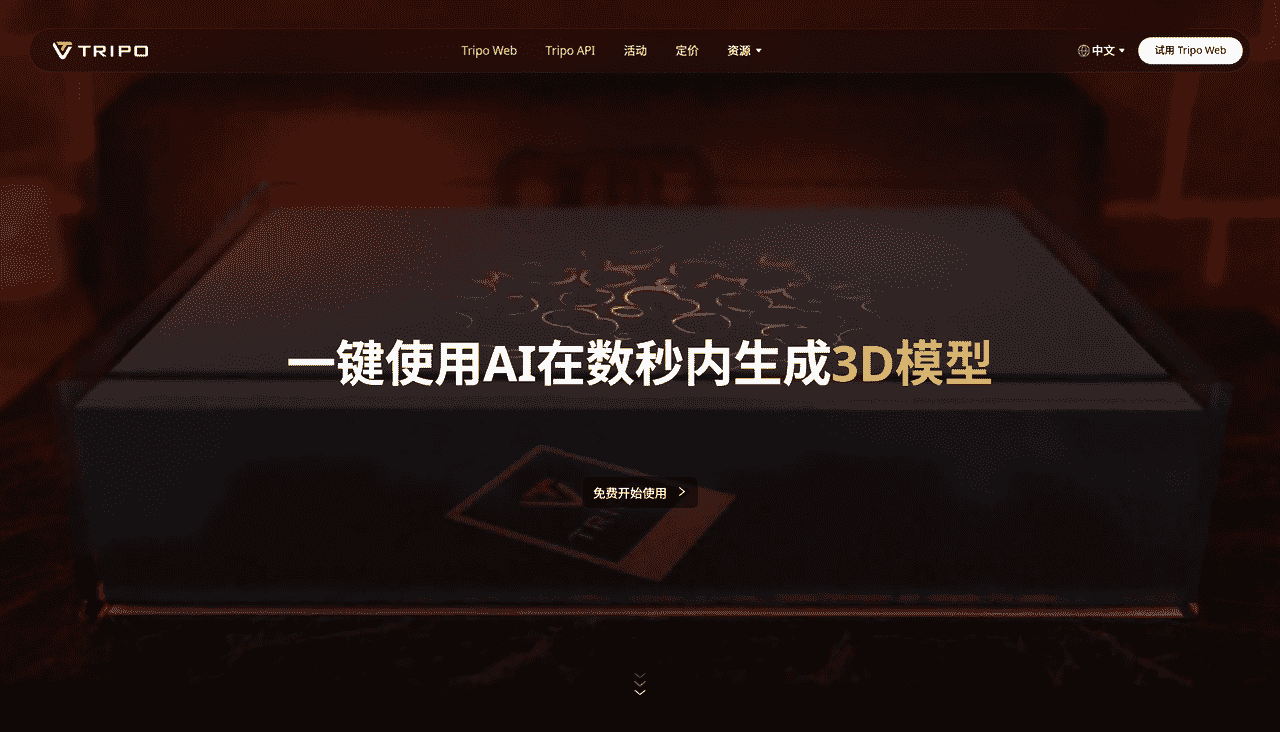 TRIPO
Tripo Web
Tripo API
活动
定价
资源
中文
试用 Tripo Web
一键使用AI在数秒内生成3D模型
免费开始使用